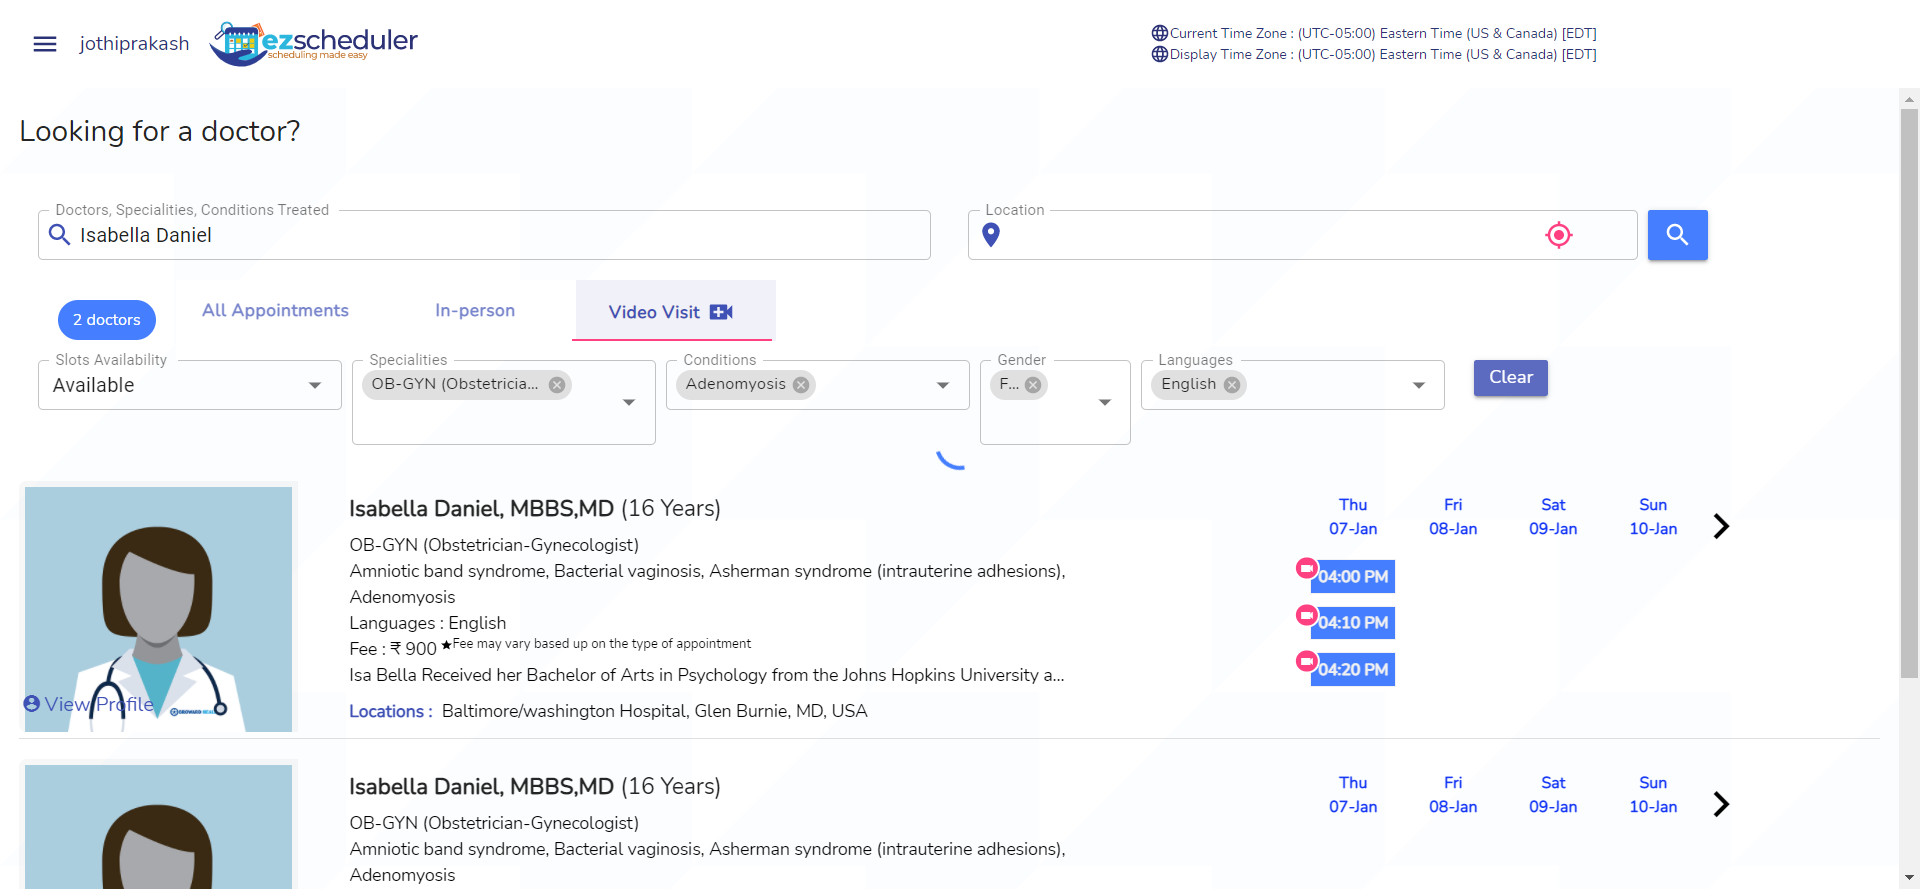 jothiprakash
ezscheduler
scheduling made easy
Current Time Zone : (UTC-05:00) Eastern Time (US & Canada) [EDT]
Display Time Zone : (UTC-05:00) Eastern Time (US & Canada) [EDT]
Looking for a doctor?
Doctors, Specialities, Conditions Treated
Isabella Daniel
Location
2 doctors
All Appointments
In-person
Video Visit
Slots Availability
Available
Specialities
OB-GYN (Obstetricia...
Conditions
Adenomyosis
Gender
F...
Languages
English
Clear
Isabella Daniel, MBBS,MD (16 Years)
OB-GYN (Obstetrician-Gynecologist)
Amniotic band syndrome, Bacterial vaginosis, Asherman syndrome (intrauterine adhesions),
Adenomyosis
Languages : English
Fee : ₹ 900 ★Fee may vary based up on the type of appointment
Isa Bella Received her Bachelor of Arts in Psychology from the Johns Hopkins University a...
Locations : Baltimore/washington Hospital, Glen Burnie, MD, USA
View Profile
BROWARD HEALTH
Thu Fri Sat Sun
07-Jan 08-Jan 09-Jan 10-Jan
04:00 PM
04:10 PM
04:20 PM
Isabella Daniel, MBBS,MD (16 Years)
OB-GYN (Obstetrician-Gynecologist)
Amniotic band syndrome, Bacterial vaginosis, Asherman syndrome (intrauterine adhesions),
Adenomyosis
Thu Fri Sat Sun
07-Jan 08-Jan 09-Jan 10-Jan